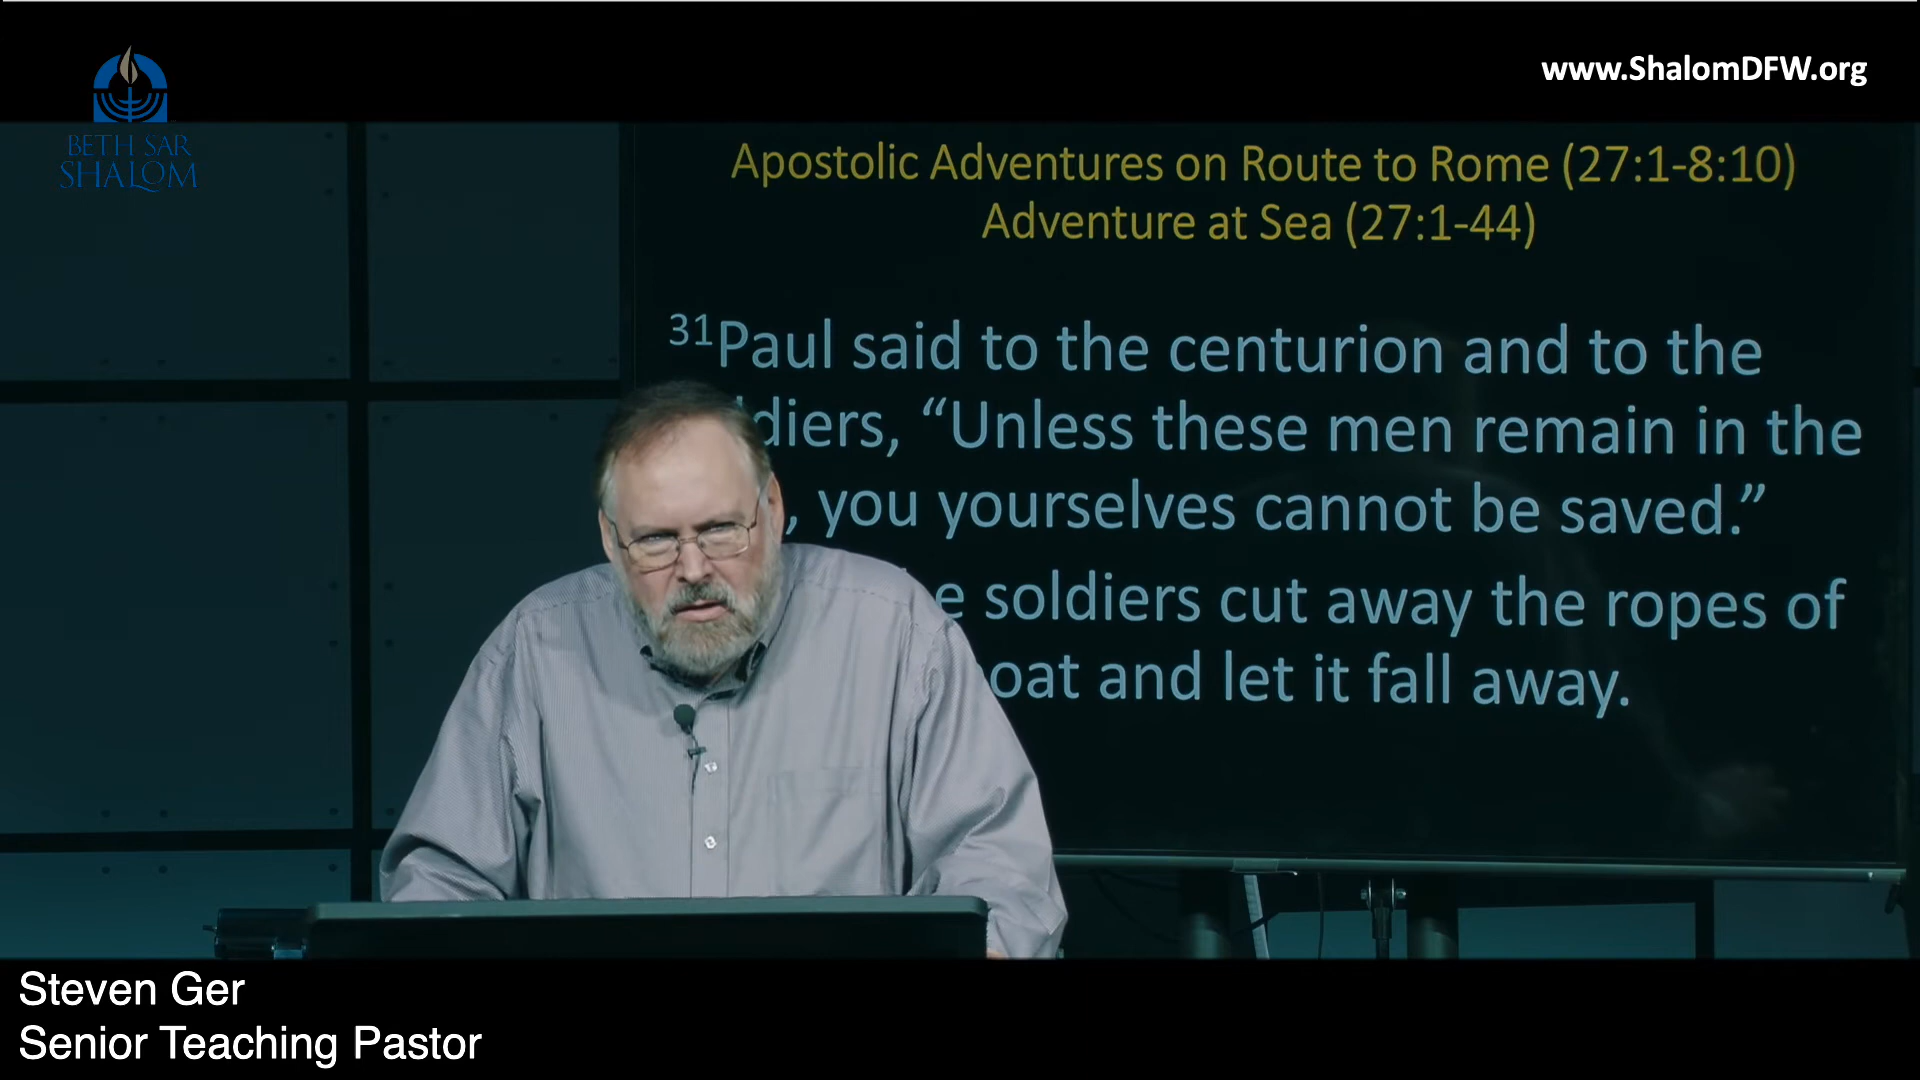 www.ShalomDFW.org
BETH SAR
SHALOM
Apostolic Adventures on Route to Rome (27:1-8:10)
Adventure at Sea (27:1-44)
31Paul said to the centurion and to the
diers, “Unless these men remain in the
, you yourselves cannot be saved.”
e soldiers cut away the ropes of
oat and let it fall away.
Steven Ger
Senior Teaching Pastor